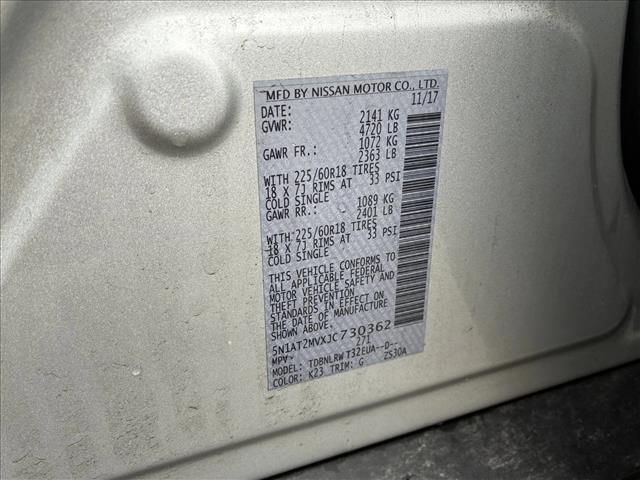 MFD BY NISSAN MOTOR CO., LTD.
DATE: 11/17
GVWR: 2141 KG
4720 LB
GAWR FR.: 1072 KG
2363 LB
WITH 225/60R18 TIRES
18 X 7J RIMS AT 33 PSI
COLD SINGLE
GAWR RR.: 1089 KG
2401 LB
WITH 225/60R18 TIRES
18 X 7J RIMS AT 33 PSI
COLD SINGLE
THIS VEHICLE CONFORMS TO
ALL APPLICABLE FEDERAL
MOTOR VEHICLE SAFETY AND
THEFT PREVENTION
STANDARDS IN EFFECT ON
THE DATE OF MANUFACTURE
SHOWN ABOVE.
5N1AT2MVXJC730362
MPV- 271
MODEL: TDBNLRW T32EUA--D--
COLOR: K23 TRIM: G ZS30A